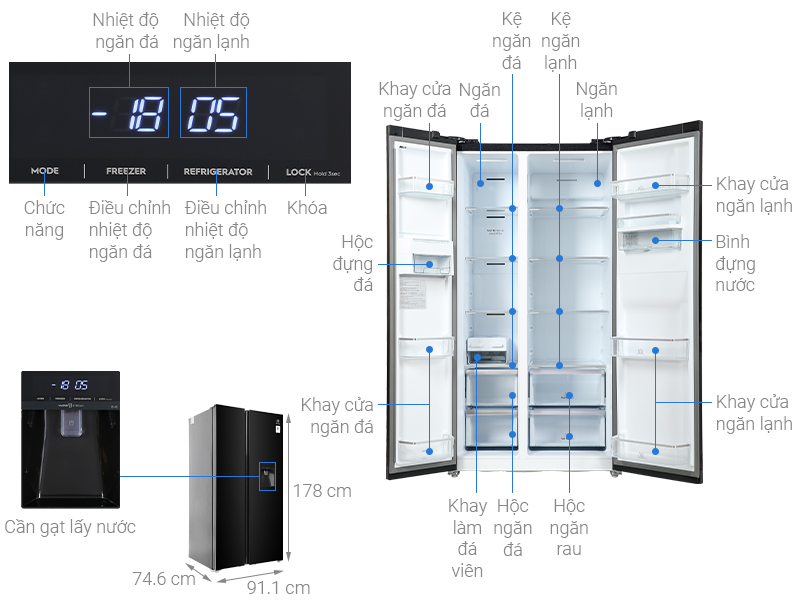 Nhiệt độ
ngăn đá
Nhiệt độ
ngăn lạnh
-18 05
MODE FREEZER REFRIGERATOR LOCK Hold 3sec
Chức
năng
Điều chỉnh
nhiệt độ
ngăn đá
Điều chỉnh
nhiệt độ
ngăn lạnh
Khóa
Kệ
ngăn
đá
Kệ
ngăn
lạnh
Khay cửa
ngăn đá
Ngăn
đá
Ngăn
lạnh
Khay cửa
ngăn lạnh
Hộc
đựng
đá
Bình
đựng
nước
Khay cửa
ngăn đá
Khay cửa
ngăn lạnh
Khay
làm
đá
viên
Hộc
ngăn
đá
Hộc
ngăn
rau
-18 05
Cần gạt lấy nước
178 cm
74.6 cm
91.1 cm